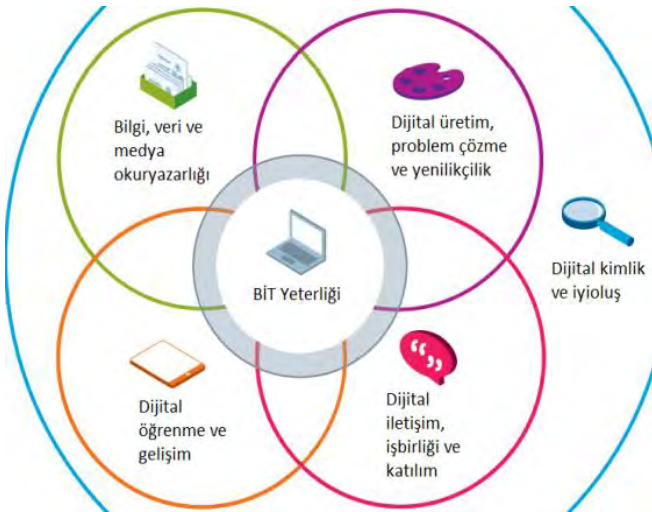 Bilgi, veri ve
medya
okuryazarlığı
Dijital üretim,
problem çözme
ve yenilikçilik
BİT Yeterliği
Dijital kimlik
ve iyioluş
Dijital
öğrenme ve
gelişim
Dijital
iletişim,
işbirliği ve
katılım